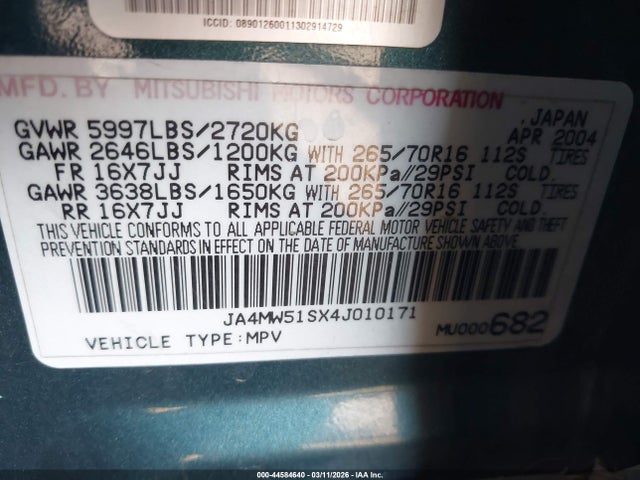 ICCID: 08901260011302914729
MFD. BY MITSUBISHI MOTORS CORPORATION
JAPAN
GVWR 5997LBS/2720KG APR 2004
GAWR 2646LBS/1200KG WITH 265/70R16 112S TIRES
FR 16X7JJ RIMS AT 200KPa//29PSI COLD.
GAWR 3638LBS/1650KG WITH 265/70R16 112S TIRES
RR 16X7JJ RIMS AT 200KPa//29PSI COLD.
THIS VEHICLE CONFORMS TO ALL APPLICABLE FEDERAL MOTOR VEHICLE SAFETY AND THEFT
PREVENTION STANDARDS IN EFFECT ON THE DATE OF MANUFACTURE SHOWN ABOVE.
JA4MW51SX4J010171
VEHICLE TYPE:MPV MU000682
000-44584640 - 03/11/2026 - IAA Inc.